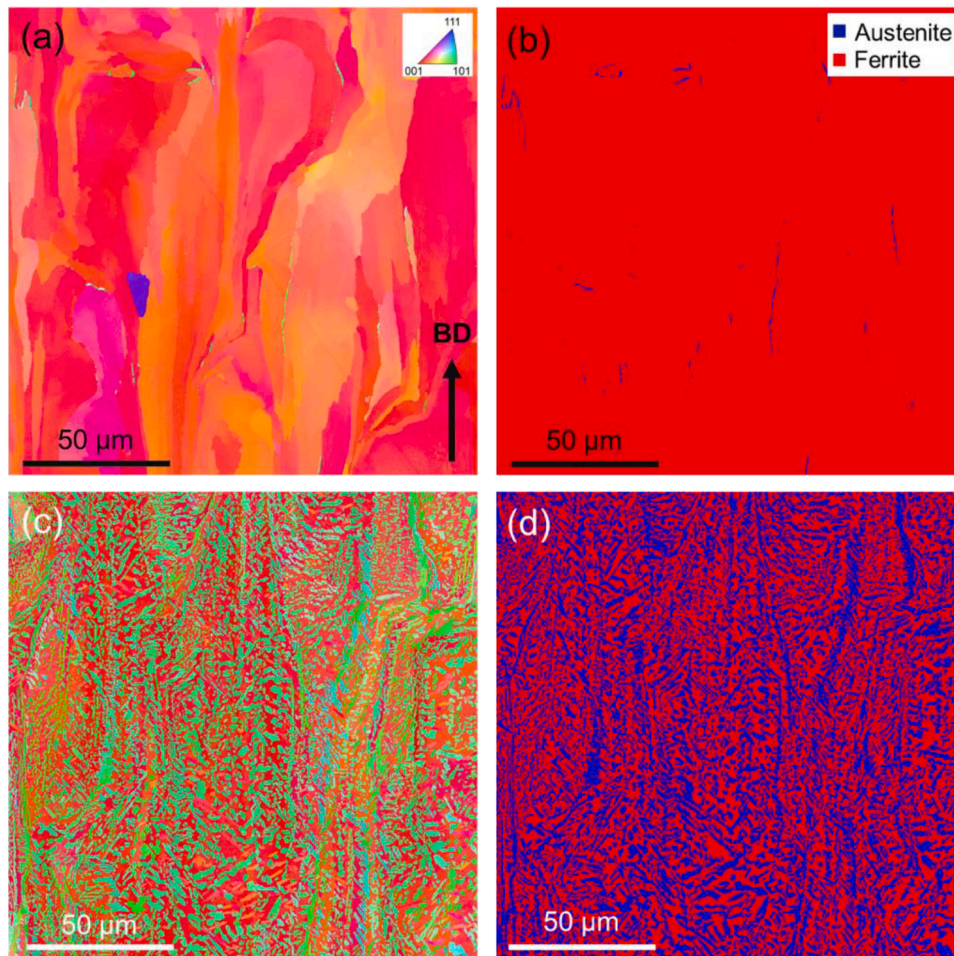 (a)
111
001 101
BD
50 µm
(b)
Austenite
Ferrite
50 µm
(c)
50 µm
(d)
50 µm